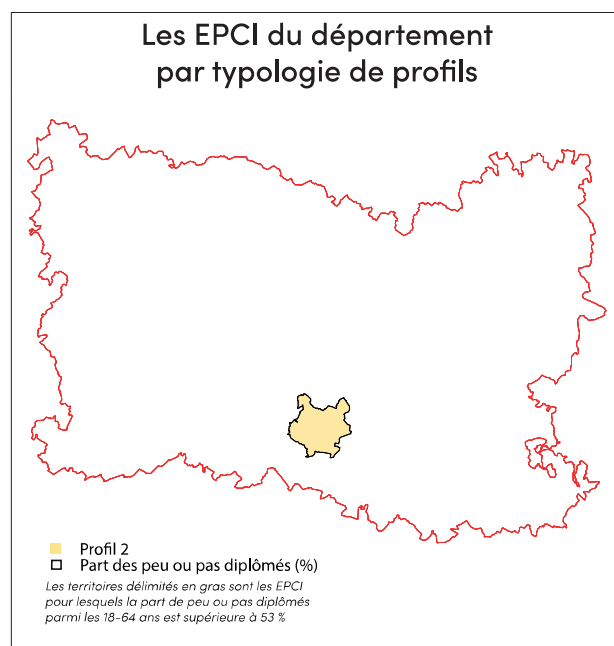 Les EPCI du département
par typologie de profils
Profil 2
Part des peu ou pas diplômés (%)
Les territoires délimités en gras sont les EPCI
pour lesquels la part de peu ou pas diplômés
parmi les 18-64 ans est supérieure à 53 %